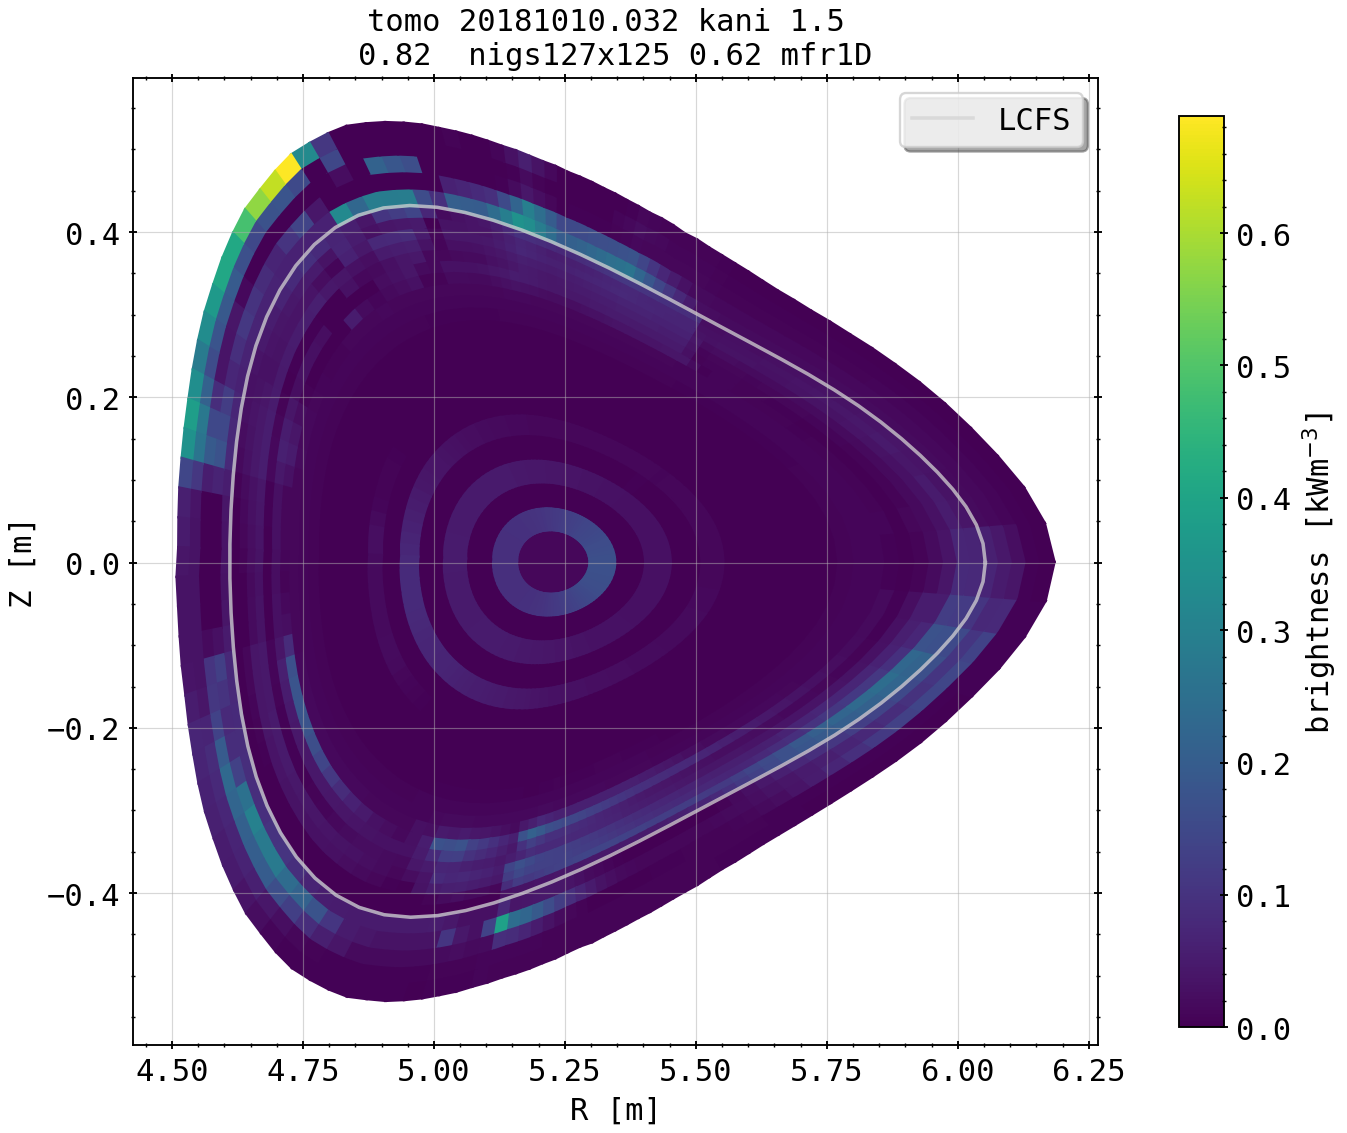 tomo 20181010.032 kani 1.5
0.82  nigs127x125 0.62 mfr1D
LCFS
0.4
0.2
0.0
−0.2
−0.4
Z [m]
4.50 4.75 5.00 5.25 5.50 5.75 6.00 6.25
R [m]
0.6
0.5
0.4
0.3
0.2
0.1
0.0
brightness [kWm⁻³]